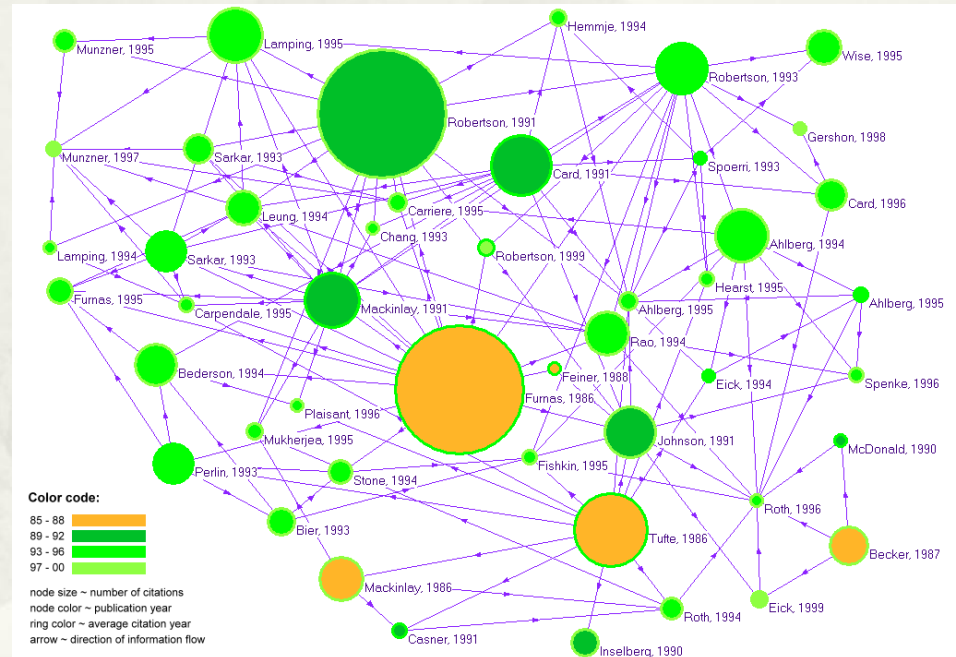 Hemmje, 1994
Munzner, 1995
Lamping, 1995
Wise, 1995
Robertson, 1993
Robertson, 1991
Gershon, 1998
Munzner, 1997
Sarkar, 1993
Spoerri, 1993
Card, 1991
Card, 1996
Leung, 1994
Carriere, 1995
Chang, 1993
Ahlberg, 1994
Lamping, 1994
Robertson, 1999
Sarkar, 1993
Hearst, 1995
Furnas, 1995
Ahlberg, 1995
Mackinlay, 1991
Ahlberg, 1995
Carpendale, 1995
Rao, 1994
Bederson, 1994
Feiner, 1988
Eick, 1994
Spenke, 1996
Furnas, 1986
Plaisant, 1996
Mukherjea, 1995
Johnson, 1991
McDonald, 1990
Perlin, 1993
Stone, 1994
Fishkin, 1995
Color code:
85 - 88
89 - 92
93 - 96
97 - 00
Roth, 1996
Bier, 1993
Tufte, 1986
Becker, 1987
Mackinlay, 1986
node size ~ number of citations
node color ~ publication year
ring color ~ average citation year
arrow ~ direction of information flow
Eick, 1999
Roth, 1994
Casner, 1991
Inselberg, 1990